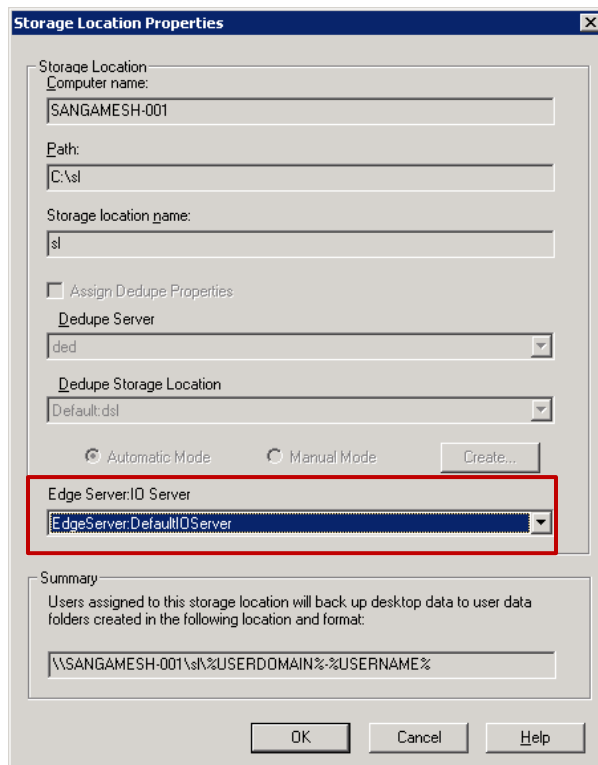 Storage Location Properties
Storage Location
Computer name:
SANGAMESH-001
Path:
C:\sl
Storage location name:
sl
Assign Dedupe Properties
Dedupe Server
ded
Dedupe Storage Location
Default:dsl
Automatic Mode Manual Mode Create...
Edge Server:IO Server
EdgeServer:DefaultIOServer
Summary
Users assigned to this storage location will back up desktop data to user data
folders created in the following location and format:
\\SANGAMESH-001\sl\%USERDOMAIN%-%USERNAME%
OK Cancel Help